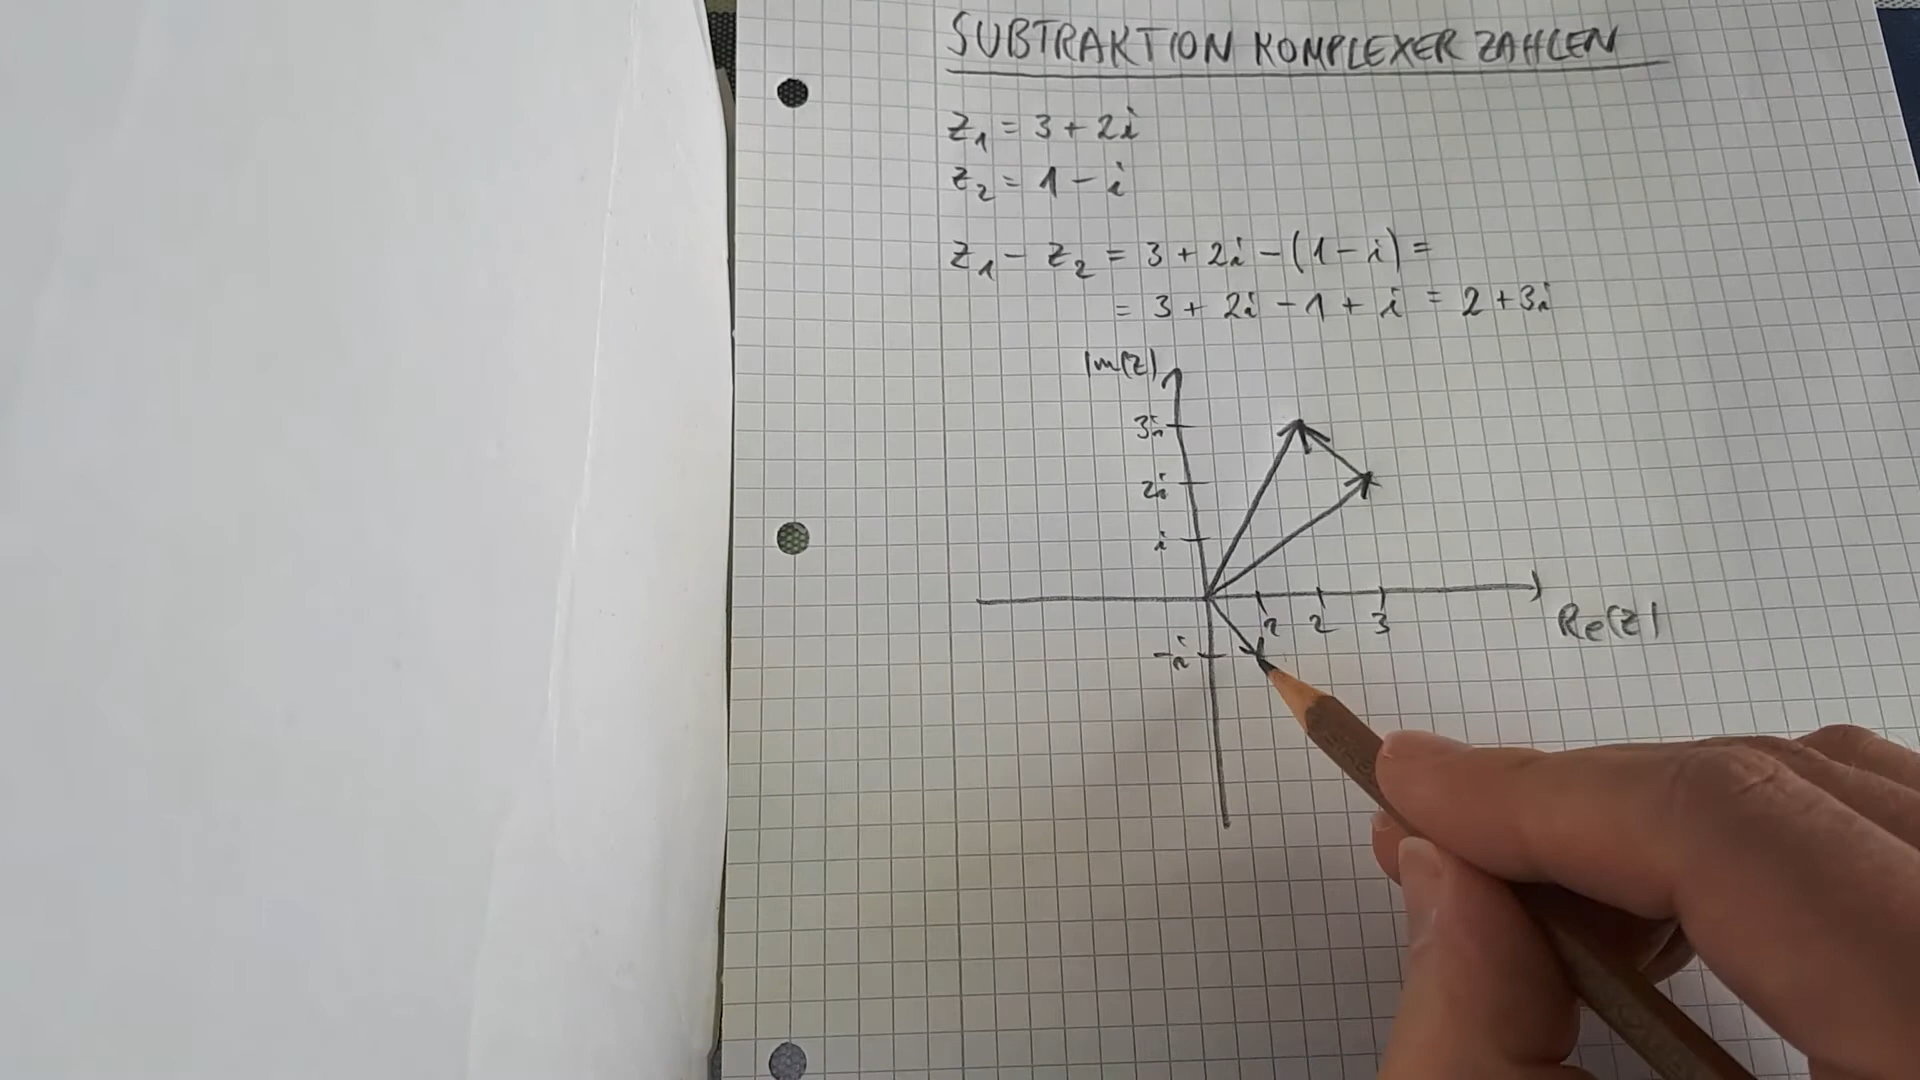 SUBTRAKTION KOMPLEXER ZAHLEN
z₁ = 3 + 2i
z₂ = 1 - i
z₁ - z₂ = 3 + 2i - (1 - i) =
= 3 + 2i - 1 + i = 2 + 3i
Im(z)
3i
2i
i
1 2 3
Re(z)
-i